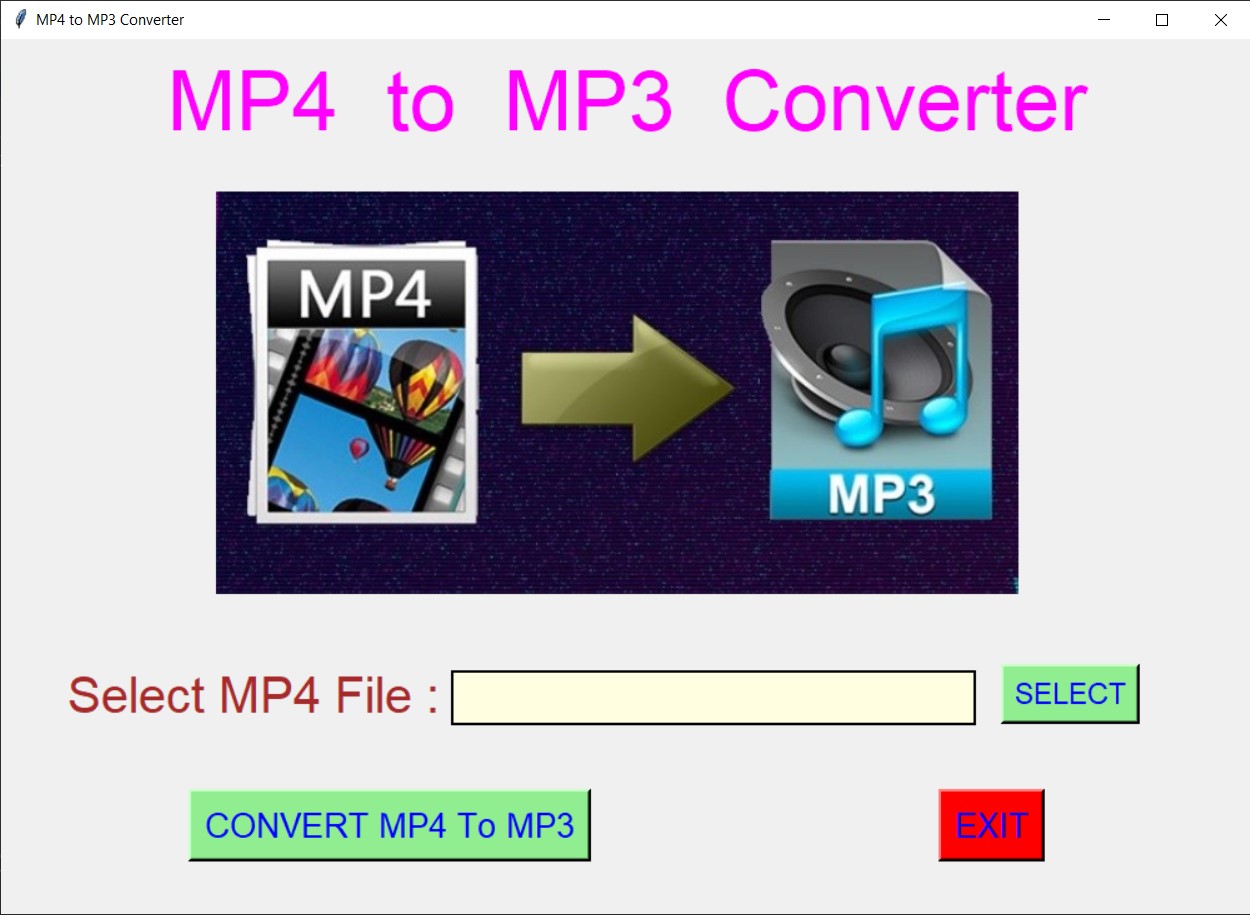 MP4 to MP3 Converter
MP4 to MP3 Converter
MP4
MP3
Select MP4 File :
SELECT
CONVERT MP4 To MP3
EXIT